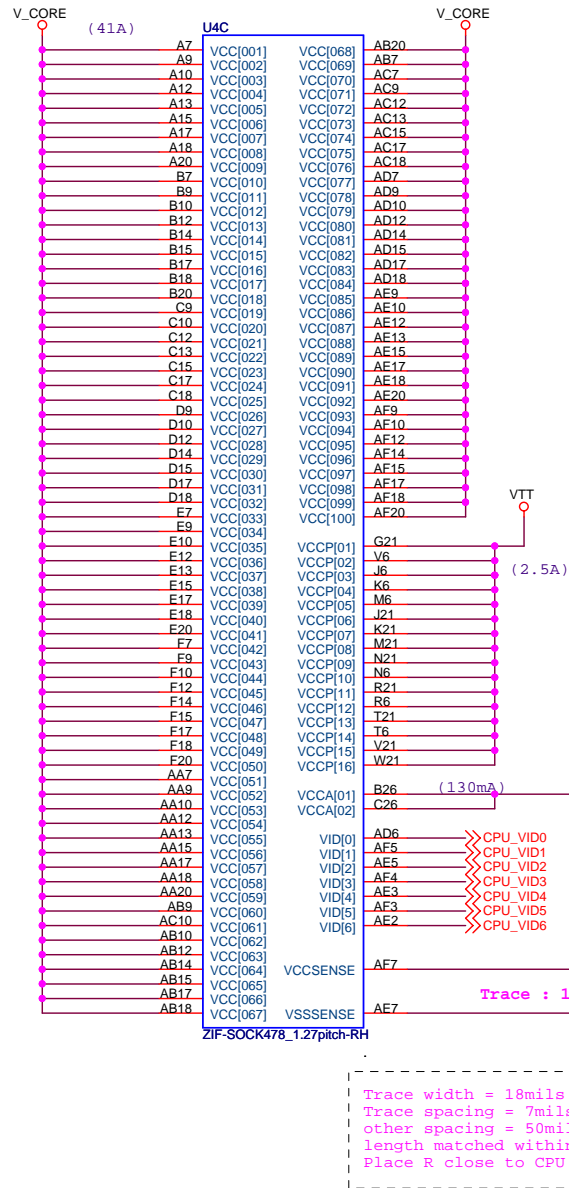 V_CORE V_CORE
(41A)
U4C
A7 VCC[001] VCC[068] AB20
A9 VCC[002] VCC[069] AB7
A10 VCC[003] VCC[070] AC7
A12 VCC[004] VCC[071] AC9
A13 VCC[005] VCC[072] AC12
A15 VCC[006] VCC[073] AC13
A17 VCC[007] VCC[074] AC15
A18 VCC[008] VCC[075] AC17
A20 VCC[009] VCC[076] AC18
B7 VCC[010] VCC[077] AD7
B9 VCC[011] VCC[078] AD9
B10 VCC[012] VCC[079] AD10
B12 VCC[013] VCC[080] AD12
B14 VCC[014] VCC[081] AD14
B15 VCC[015] VCC[082] AD15
B17 VCC[016] VCC[083] AD17
B18 VCC[017] VCC[084] AD18
B20 VCC[018] VCC[085] AE9
C9 VCC[019] VCC[086] AE10
C10 VCC[020] VCC[087] AE12
C12 VCC[021] VCC[088] AE13
C13 VCC[022] VCC[089] AE15
C15 VCC[023] VCC[090] AE17
C17 VCC[024] VCC[091] AE18
C18 VCC[025] VCC[092] AE20
D9 VCC[026] VCC[093] AF9
D10 VCC[027] VCC[094] AF10
D12 VCC[028] VCC[095] AF12
D14 VCC[029] VCC[096] AF14
D15 VCC[030] VCC[097] AF15
D17 VCC[031] VCC[098] AF17
D18 VCC[032] VCC[099] AF18
E7 VCC[033] VCC[100] AF20
VTT
E9 VCC[034]
E10 VCC[035] VCCP[01] G21
E12 VCC[036] VCCP[02] V6
E13 VCC[037] VCCP[03] J6
(2.5A)
E15 VCC[038] VCCP[04] K6
E17 VCC[039] VCCP[05] M6
E18 VCC[040] VCCP[06] J21
E20 VCC[041] VCCP[07] K21
F7 VCC[042] VCCP[08] M21
F9 VCC[043] VCCP[09] N21
F10 VCC[044] VCCP[10] N6
F12 VCC[045] VCCP[11] R21
F14 VCC[046] VCCP[12] R6
F15 VCC[047] VCCP[13] T21
F17 VCC[048] VCCP[14] T6
F18 VCC[049] VCCP[15] V21
F20 VCC[050] VCCP[16] W21
AA7 VCC[051]
(130mA)
AA9 VCC[052] VCCA[01] B26
AA10 VCC[053] VCCA[02] C26
AA12 VCC[054]
AA13 VCC[055] VID[0] AD6 CPU_VID0
AA15 VCC[056] VID[1] AF5 CPU_VID1
AA17 VCC[057] VID[2] AE5 CPU_VID2
AA18 VCC[058] VID[3] AF4 CPU_VID3
AA20 VCC[059] VID[4] AE3 CPU_VID4
AB9 VCC[060] VID[5] AF3 CPU_VID5
AC10 VCC[061] VID[6] AE2 CPU_VID6
AB10 VCC[062]
AB12 VCC[063]
AB14 VCC[064] VCCSENSE AF7
AB15 VCC[065]
AB17 VCC[066]
Trace : 1
AB18 VCC[067] VSSSENSE AE7
ZIF-SOCK478_1.27pitch-RH
.
Trace width = 18mils
Trace spacing = 7mils
other spacing = 50mil
length matched within
Place R close to CPU